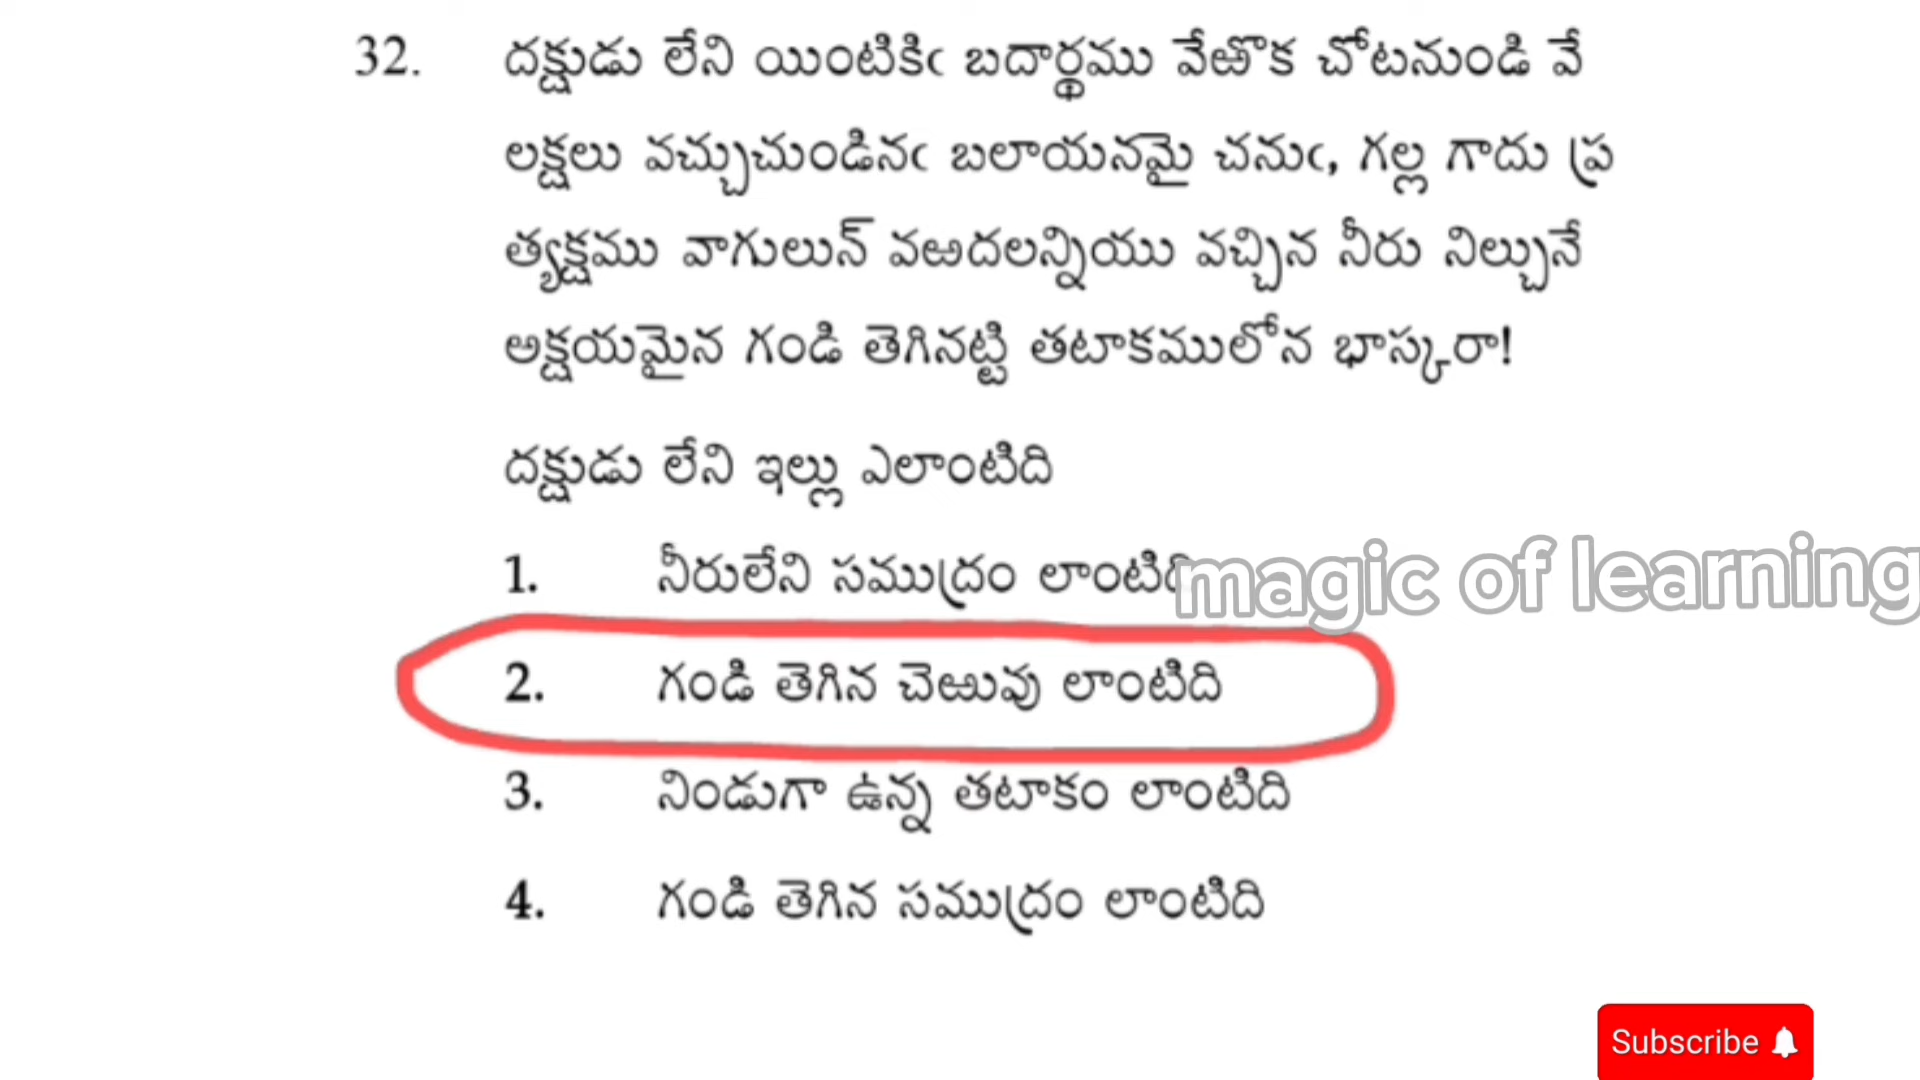 32. దక్షుడు లేని యింటికిఁ బదార్థము వేఱొక చోటనుండి వే
లక్షలు వచ్చుచుండినఁ బలాయనమై చనుఁ, గల్ల గాదు ప్ర
త్యక్షము వాగులున్ వఱదలన్నియు వచ్చిన నీరు నిల్చునే
అక్షయమైన గండి తెగినట్టి తటాకములోన భాస్కరా!
దక్షుడు లేని ఇల్లు ఎలాంటిది
1. నీరులేని సముద్రం లాంటిది
magic of learning
2. గండి తెగిన చెఱువు లాంటిది
3. నిండుగా ఉన్న తటాకం లాంటిది
4. గండి తెగిన సముద్రం లాంటిది
Subscribe